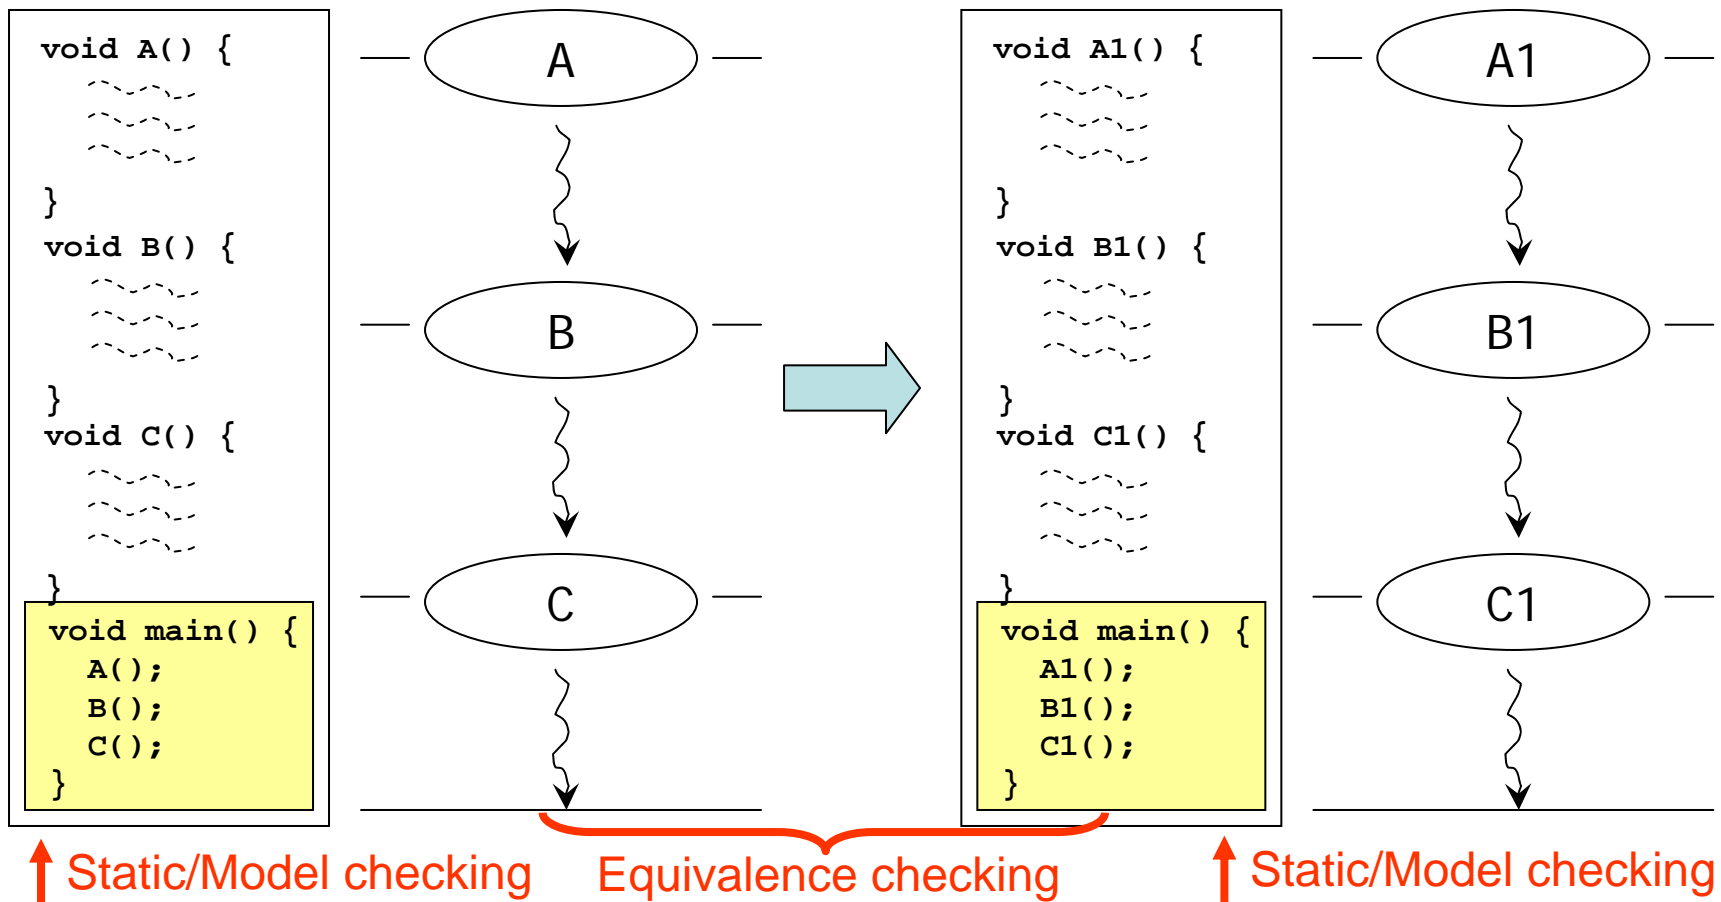 void A() {
}
void B() {
}
void C() {
}
void main() {
A();
B();
C();
}
A
B
C
void A1() {
}
void B1() {
}
void C1() {
}
void main() {
A1();
B1();
C1();
}
A1
B1
C1
Static/Model checking
Equivalence checking
Static/Model checking